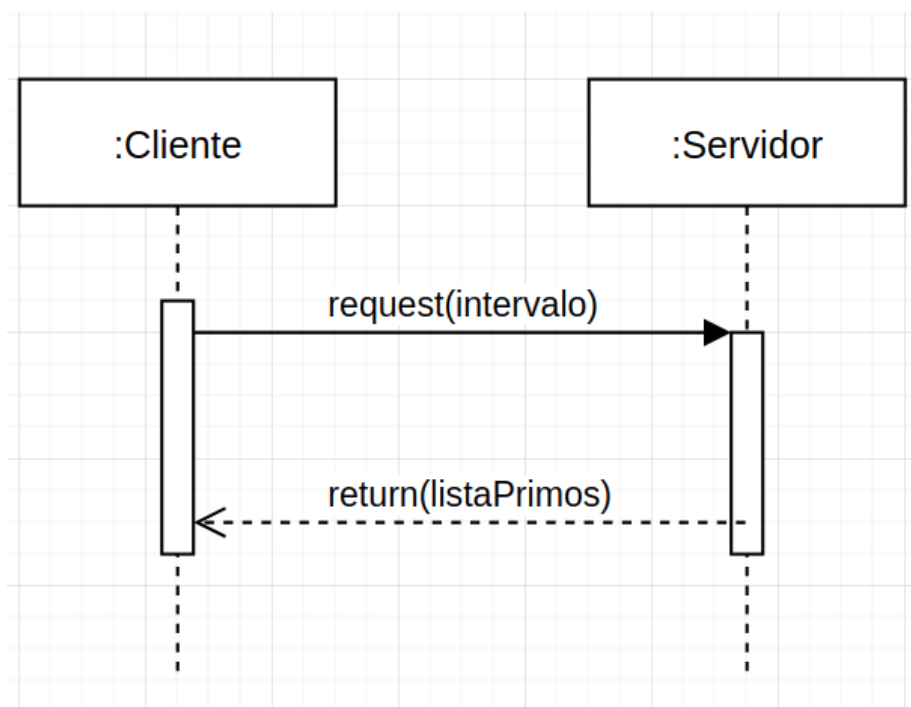 :Cliente
:Servidor
request(intervalo)
return(listaPrimos)